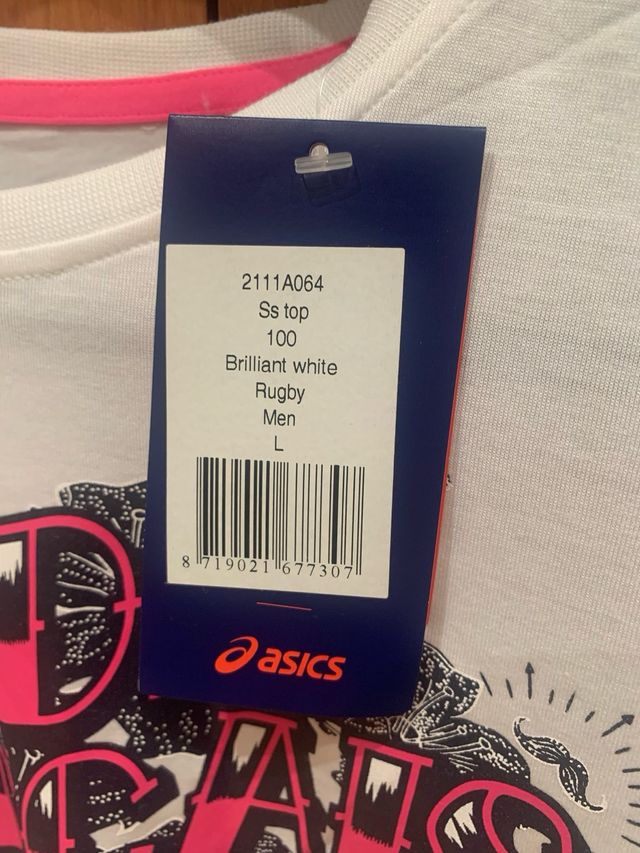 2111A064
Ss top
100
Brilliant white
Rugby
Men
L
8 719021 677307
asics